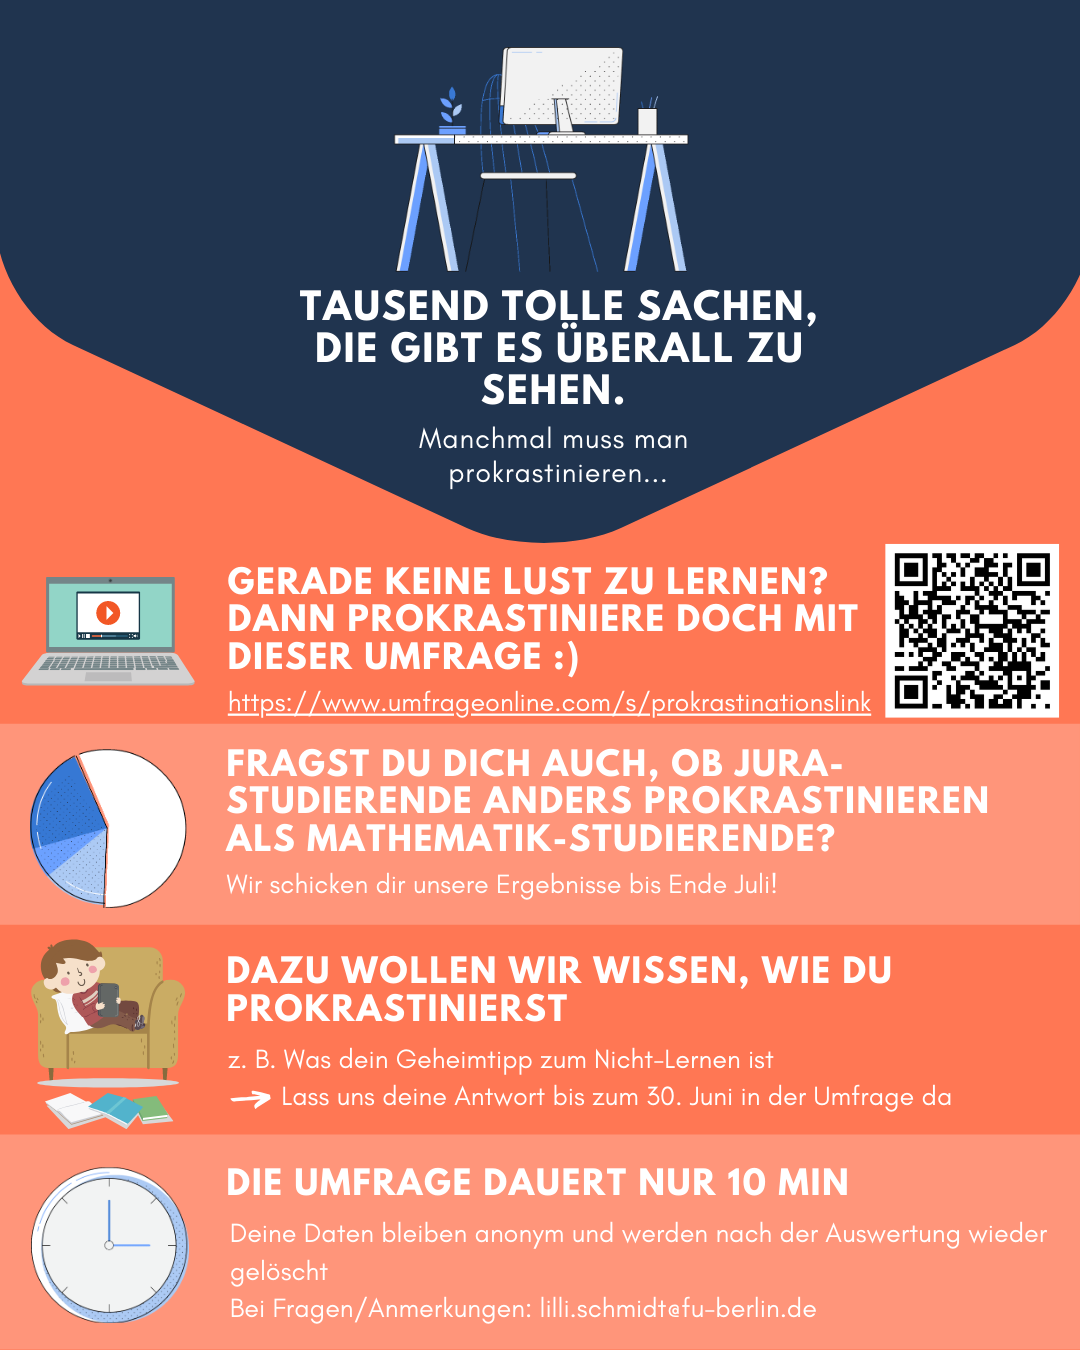 TAUSEND TOLLE SACHEN,
DIE GIBT ES ÜBERALL ZU
SEHEN.
Manchmal muss man
prokrastinieren...
GERADE KEINE LUST ZU LERNEN?
DANN PROKRASTINIERE DOCH MIT
DIESER UMFRAGE :)
https://www.umfrageonline.com/s/prokrastinationslink
FRAGST DU DICH AUCH, OB JURA-
STUDIERENDE ANDERS PROKRASTINIEREN
ALS MATHEMATIK-STUDIERENDE?
Wir schicken dir unsere Ergebnisse bis Ende Juli!
DAZU WOLLEN WIR WISSEN, WIE DU
PROKRASTINIERST
z. B. Was dein Geheimtipp zum Nicht-Lernen ist
Lass uns deine Antwort bis zum 30. Juni in der Umfrage da
DIE UMFRAGE DAUERT NUR 10 MIN
Deine Daten bleiben anonym und werden nach der Auswertung wieder
gelöscht
Bei Fragen/Anmerkungen: lilli.schmidt@fu-berlin.de